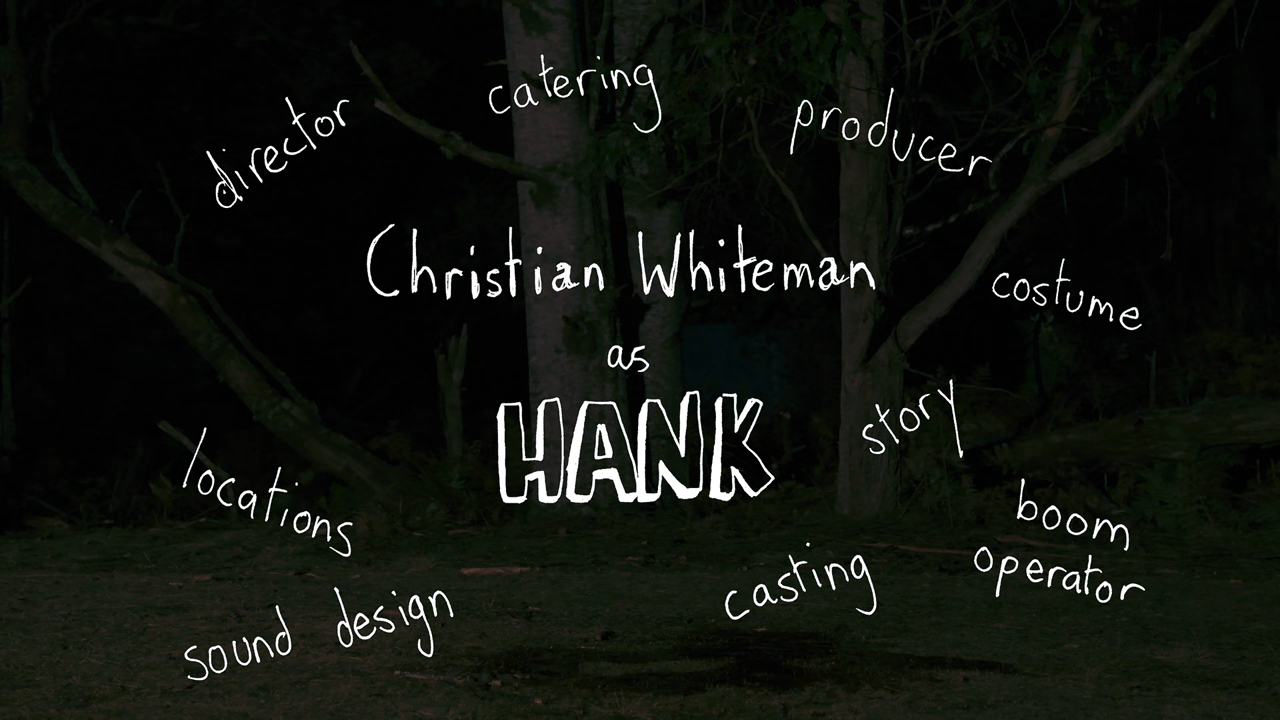 catering
director
producer
Christian Whiteman
costume
as
HANK
story
locations
boom
operator
casting
sound design